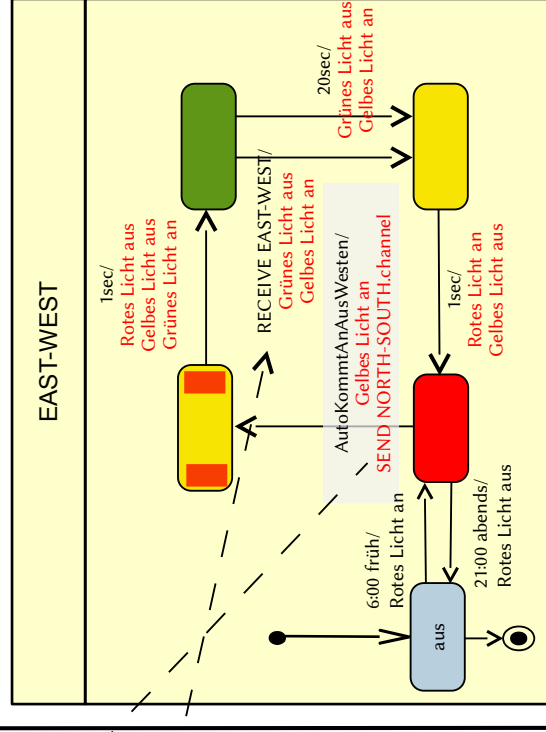 EAST-WEST
1sec/
Rotes Licht aus
Gelbes Licht aus
Grünes Licht an
RECEIVE EAST-WEST/
Grünes Licht aus
Gelbes Licht an
20sec/
Grünes Licht aus
Gelbes Licht an
AutoKommtAnAusWesten/
Gelbes Licht an
SEND NORTH-SOUTH.channel
1sec/
Rotes Licht an
Gelbes Licht aus
6:00 früh/
Rotes Licht an
aus
21:00 abends/
Rotes Licht aus